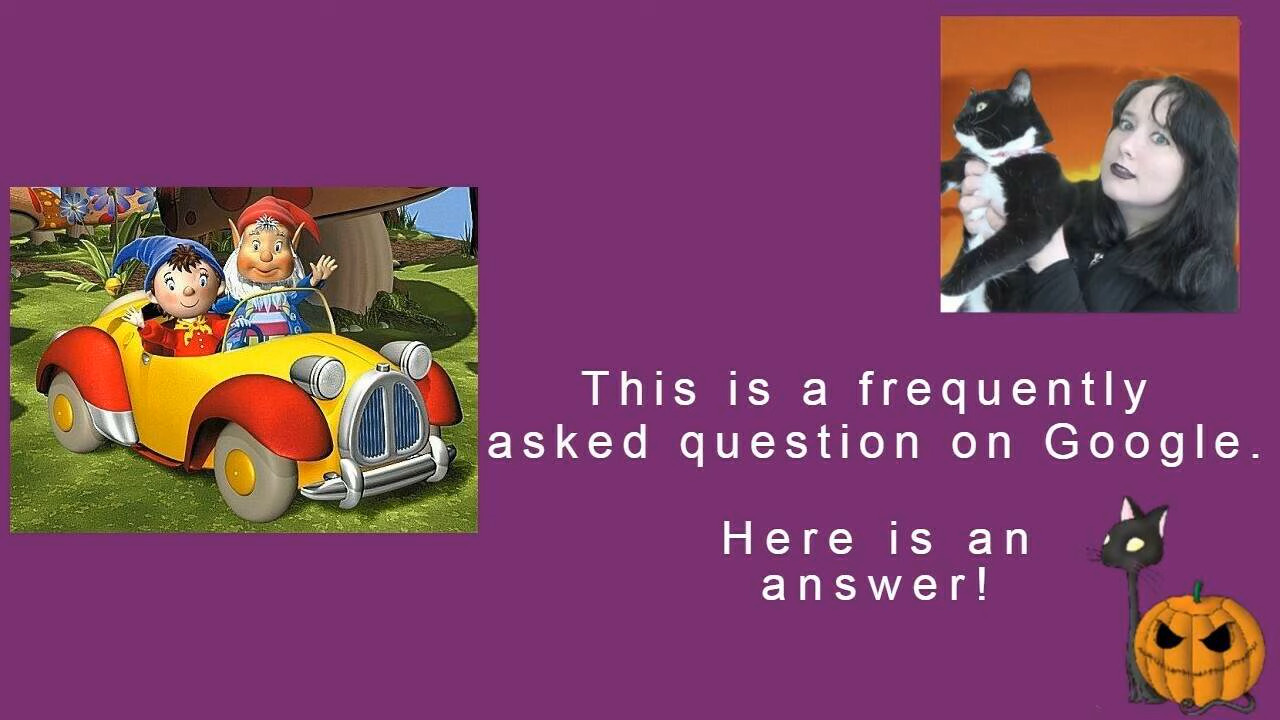 This is a frequently
asked question on Google.
Here is an
answer!